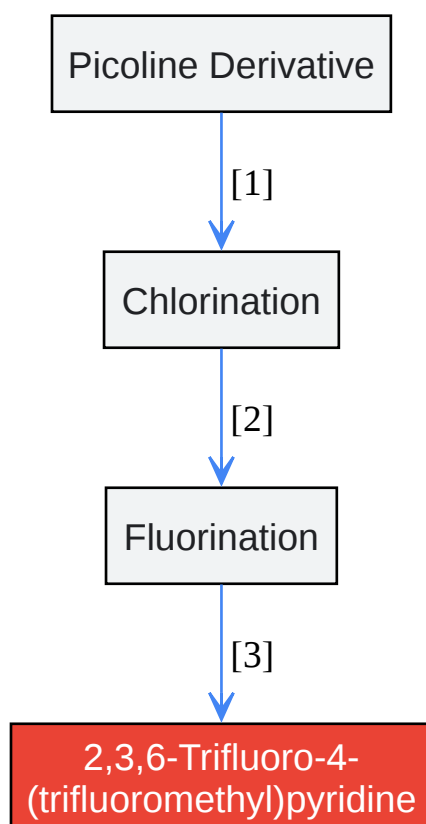 Picoline Derivative
[1]
Chlorination
[2]
Fluorination
[3]
2,3,6-Trifluoro-4-
(trifluoromethyl)pyridine